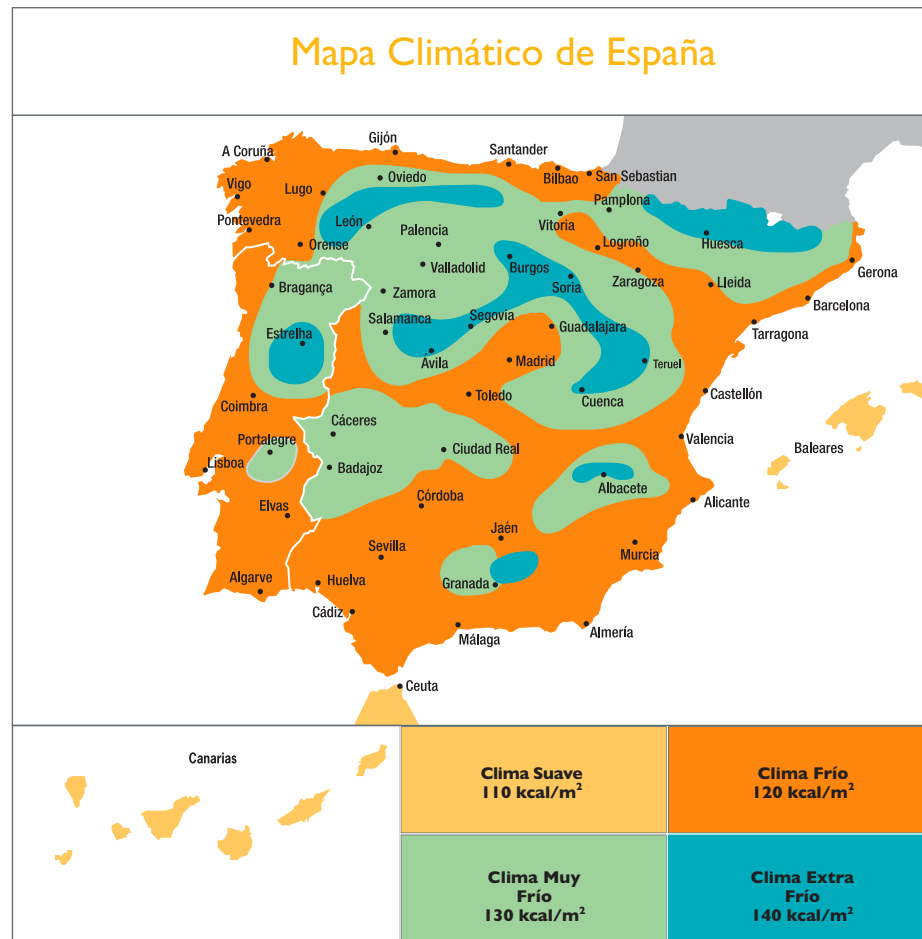 Mapa Climático de España
Gijón
A Coruña
Santander
Bilbao
San Sebastian
Oviedo
Vigo
Lugo
Pamplona
Pontevedra
León
Vitoria
Palencia
Huesca
Orense
Logroño
Burgos
Valladolid
Gerona
Bragança
Soria
Zaragoza
Lleida
Zamora
Barcelona
Salamanca
Segovia
Guadalajara
Tarragona
Estrelha
Ávila
Madrid
Teruel
Toledo
Cuenca
Castellón
Coimbra
Cáceres
Portalegre
Ciudad Real
Valencia
Baleares
Lisboa
Badajoz
Albacete
Córdoba
Alicante
Elvas
Jaén
Sevilla
Murcia
Algarve
Huelva
Granada
Cádiz
Málaga
Almería
Ceuta
Canarias
Clima Suave
110 kcal/m²
Clima Frío
120 kcal/m²
Clima Muy
Frío
130 kcal/m²
Clima Extra
Frío
140 kcal/m²